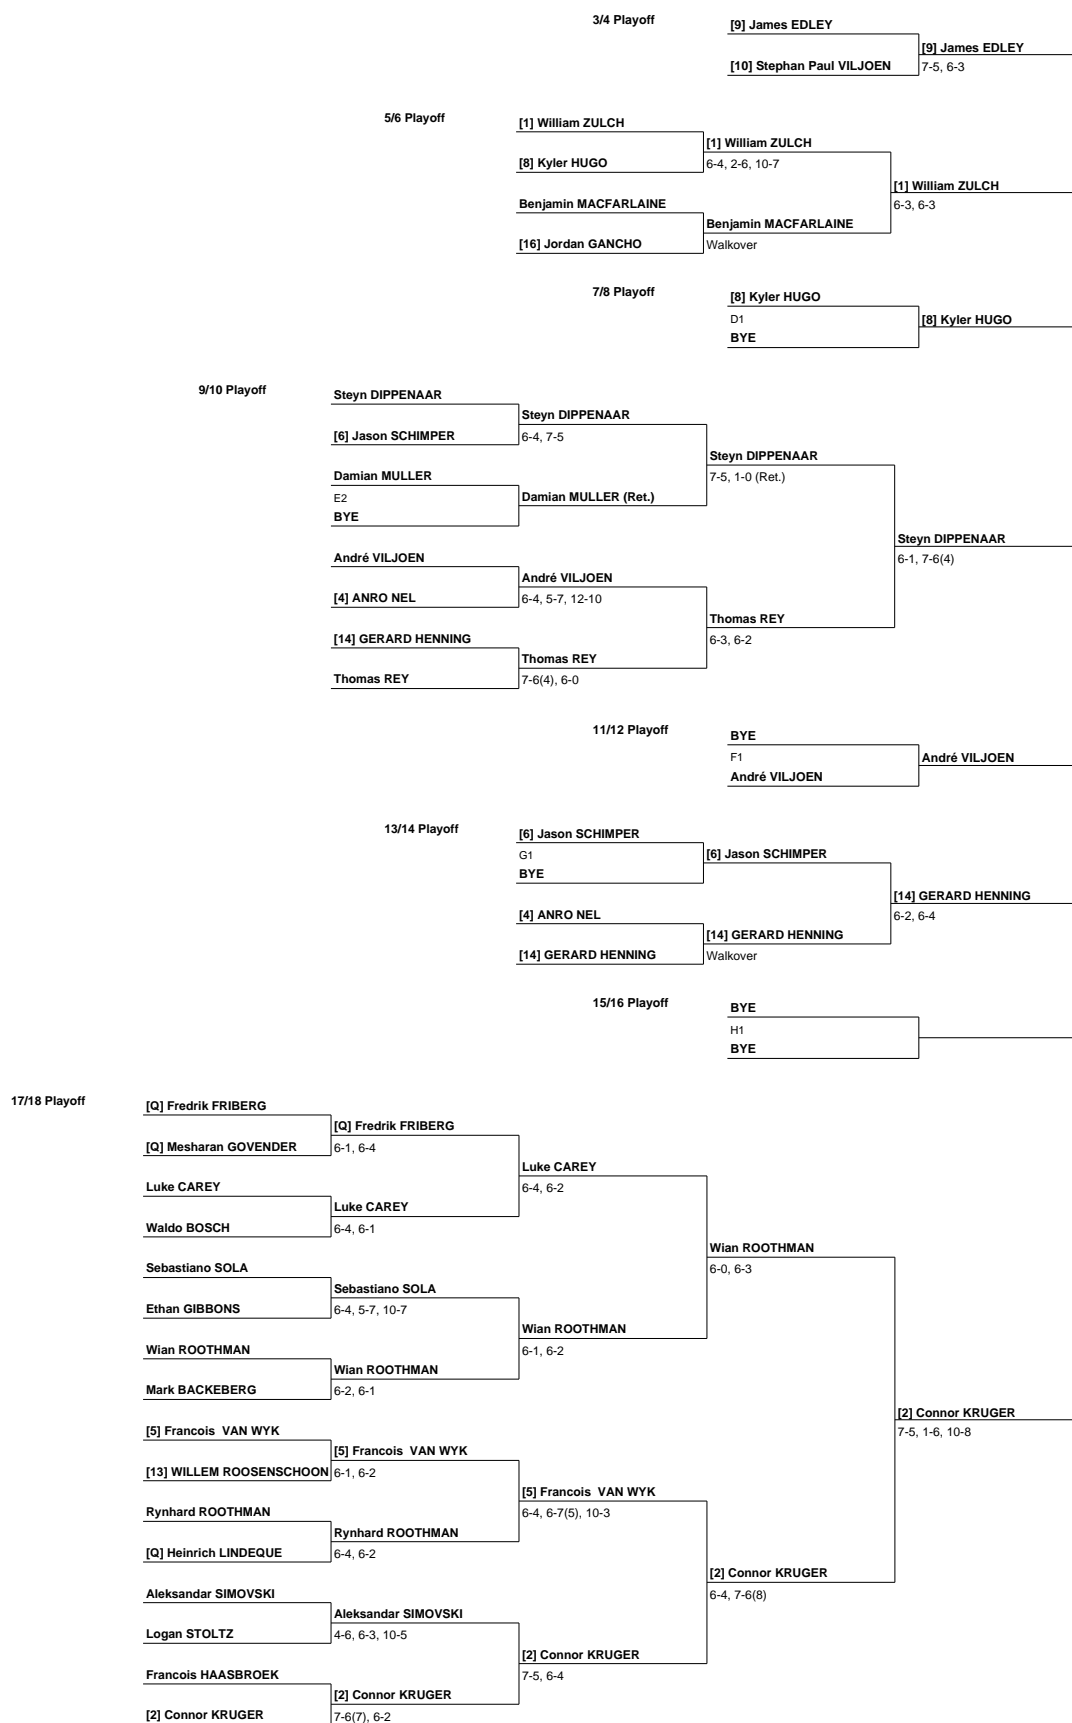 3/4 Playoff
[9] James EDLEY
[9] James EDLEY
[10] Stephan Paul VILJOEN
7-5, 6-3
5/6 Playoff
[1] William ZULCH
[1] William ZULCH
[8] Kyler HUGO
6-4, 2-6, 10-7
[1] William ZULCH
Benjamin MACFARLAINE
6-3, 6-3
Benjamin MACFARLAINE
[16] Jordan GANCHO
Walkover
7/8 Playoff
[8] Kyler HUGO
D1
[8] Kyler HUGO
BYE
9/10 Playoff
Steyn DIPPENAAR
Steyn DIPPENAAR
[6] Jason SCHIMPER
6-4, 7-5
Steyn DIPPENAAR
Damian MULLER
7-5, 1-0 (Ret.)
E2
Damian MULLER (Ret.)
BYE
Steyn DIPPENAAR
André VILJOEN
6-1, 7-6(4)
André VILJOEN
[4] ANRO NEL
6-4, 5-7, 12-10
Thomas REY
[14] GERARD HENNING
6-3, 6-2
Thomas REY
Thomas REY
7-6(4), 6-0
11/12 Playoff
BYE
F1
André VILJOEN
André VILJOEN
13/14 Playoff
[6] Jason SCHIMPER
G1
[6] Jason SCHIMPER
BYE
[14] GERARD HENNING
[4] ANRO NEL
6-2, 6-4
[14] GERARD HENNING
[14] GERARD HENNING
Walkover
15/16 Playoff
BYE
H1
BYE
17/18 Playoff
[Q] Fredrik FRIBERG
[Q] Fredrik FRIBERG
[Q] Mesharan GOVENDER
6-1, 6-4
Luke CAREY
Luke CAREY
6-4, 6-2
Luke CAREY
Waldo BOSCH
6-4, 6-1
Wian ROOTHMAN
Sebastiano SOLA
6-0, 6-3
Sebastiano SOLA
Ethan GIBBONS
6-4, 5-7, 10-7
Wian ROOTHMAN
Wian ROOTHMAN
6-1, 6-2
Wian ROOTHMAN
Mark BACKEBERG
6-2, 6-1
[2] Connor KRUGER
[5] Francois  VAN WYK
7-5, 1-6, 10-8
[5] Francois  VAN WYK
[13] WILLEM ROOSENSCHOON
6-1, 6-2
[5] Francois  VAN WYK
Rynhard ROOTHMAN
6-4, 6-7(5), 10-3
Rynhard ROOTHMAN
[Q] Heinrich LINDEQUE
6-4, 6-2
[2] Connor KRUGER
Aleksandar SIMOVSKI
6-4, 7-6(8)
Aleksandar SIMOVSKI
Logan STOLTZ
4-6, 6-3, 10-5
[2] Connor KRUGER
Francois HAASBROEK
7-5, 6-4
[2] Connor KRUGER
[2] Connor KRUGER
7-6(7), 6-2